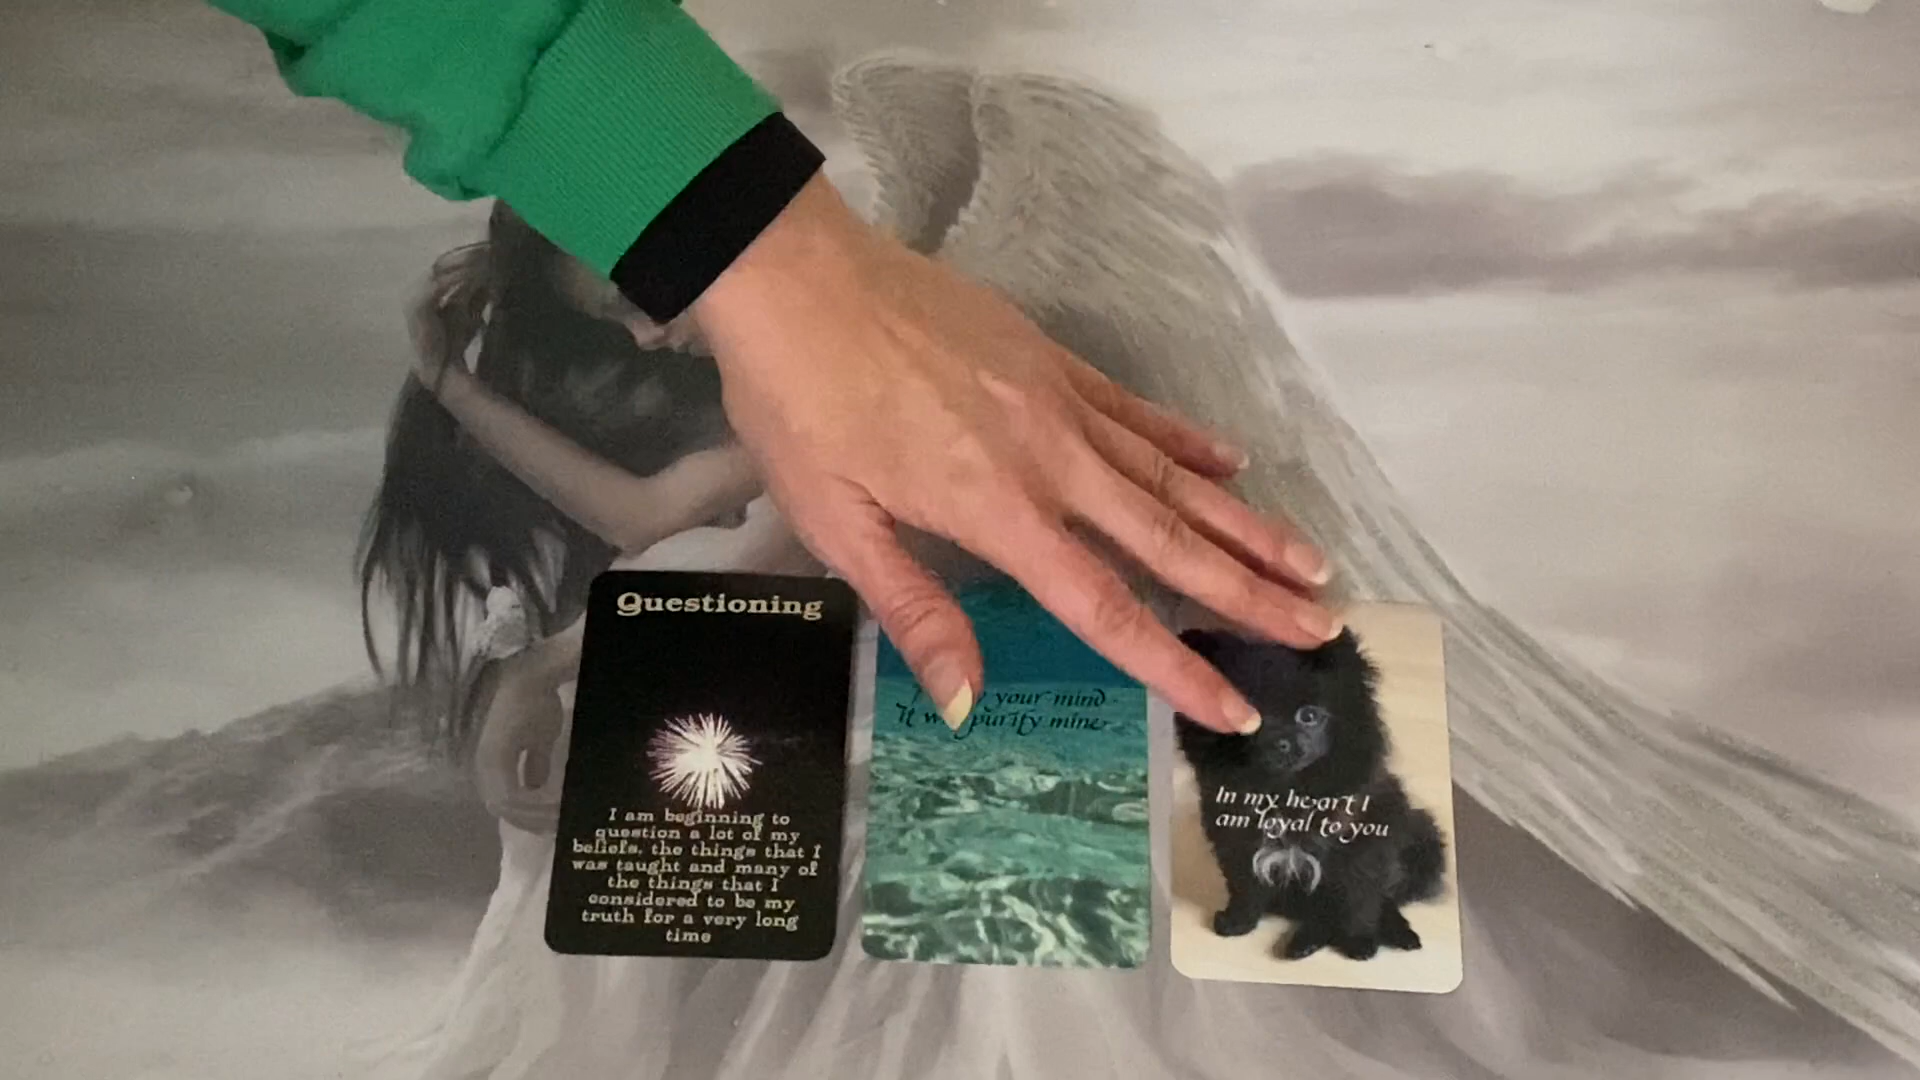 Questioning
I am beginning to
question a lot of my
beliefs, the things that I
was taught and many of
the things that I
considered to be my
truth for a very long
time
your mind
it purify mine
In my heart I
am loyal to you